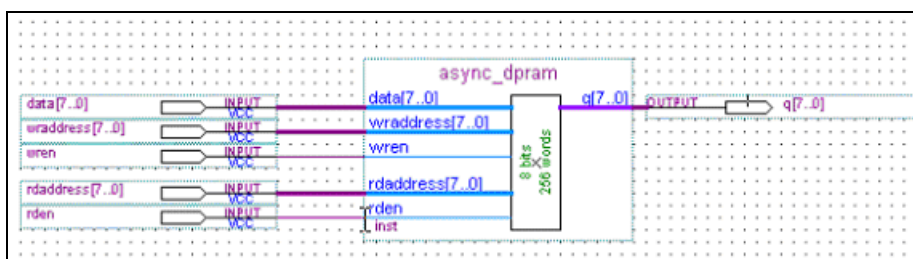 async_dpram
data[7..0]
INPUT
VCC
data[7..0]
q[7..0]
OUTPUT
q[7..0]
wraddress[7..0]
INPUT
VCC
wraddress[7..0]
wren
INPUT
VCC
wren
8 bits
×
256 words
rdaddress[7..0]
INPUT
VCC
rdaddress[7..0]
rden
INPUT
VCC
rden
inst